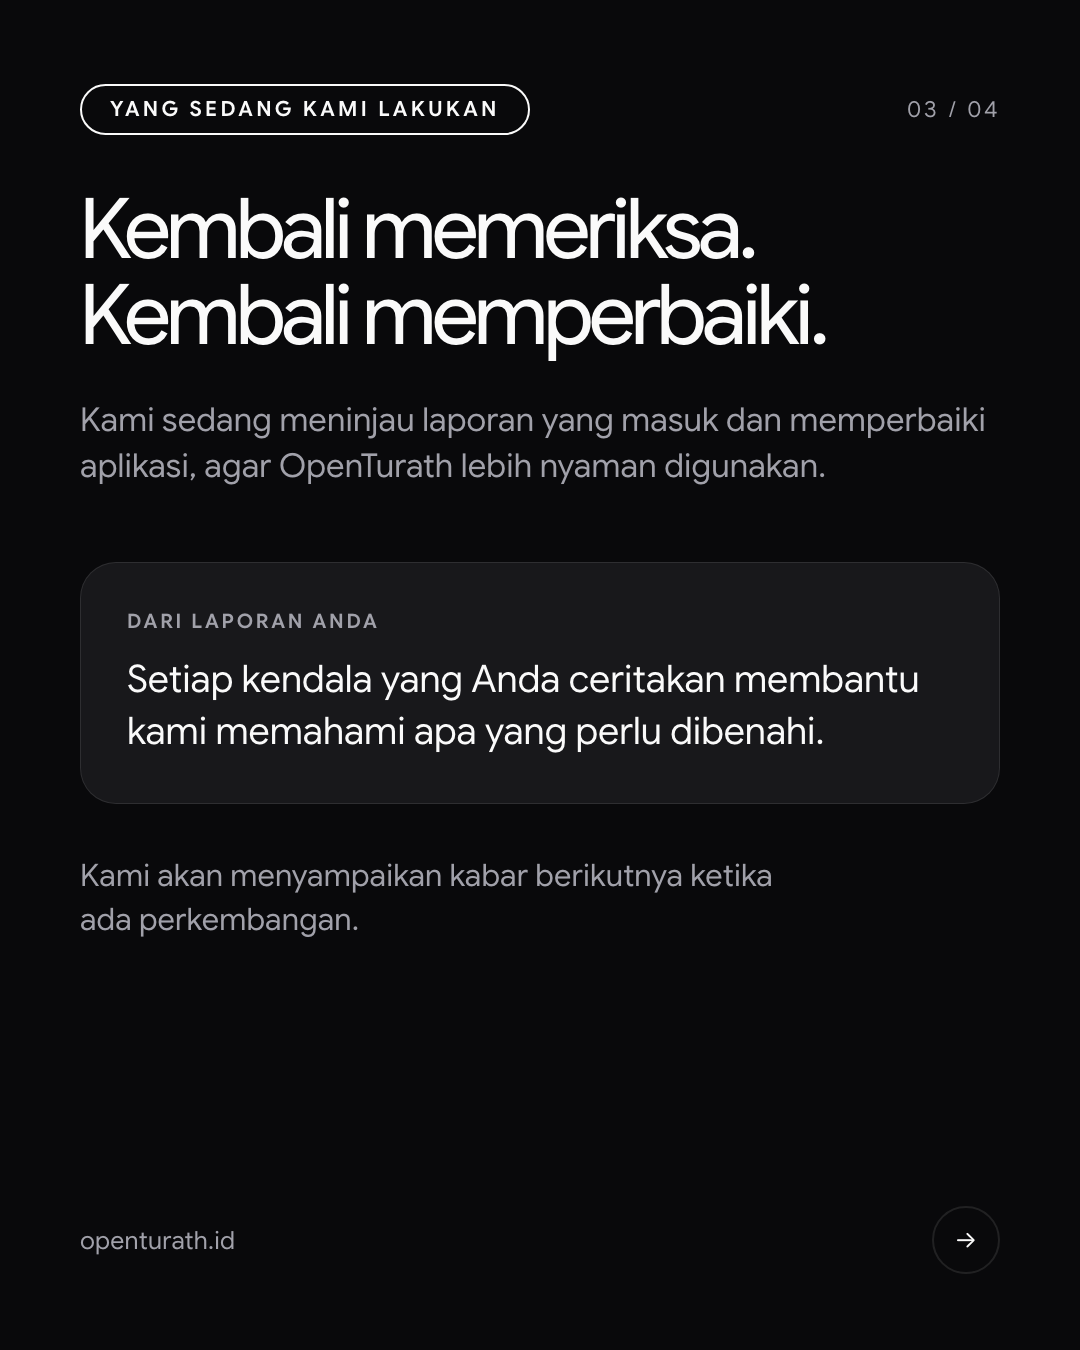 YANG SEDANG KAMI LAKUKAN
03 / 04
Kembali memeriksa.
Kembali memperbaiki.
Kami sedang meninjau laporan yang masuk dan memperbaiki
aplikasi, agar OpenTurath lebih nyaman digunakan.
DARI LAPORAN ANDA
Setiap kendala yang Anda ceritakan membantu
kami memahami apa yang perlu dibenahi.
Kami akan menyampaikan kabar berikutnya ketika
ada perkembangan.
openturath.id
→